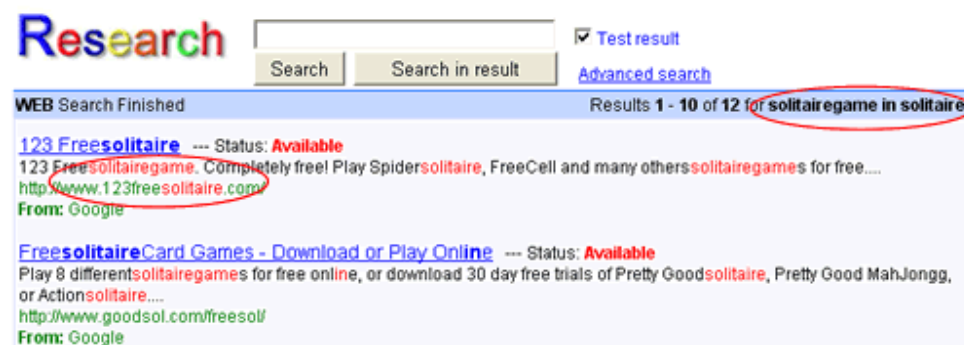 Research
Test result
Search Search in result Advanced search
WEB Search Finished Results 1 - 10 of 12 for solitairegame in solitaire
123 Freesolitaire --- Status: Available
123 Freesolitairegame. Completely free! Play Spidersolitaire, FreeCell and many otherssolitairegames for free....
http://www.123freesolitaire.com/
From: Google
FreesolitaireCard Games - Download or Play Online --- Status: Available
Play 8 differentsolitairegames for free online, or download 30 day free trials of Pretty Goodsolitaire, Pretty Good MahJongg,
or Actionsolitaire....
http://www.goodsol.com/freesol/
From: Google